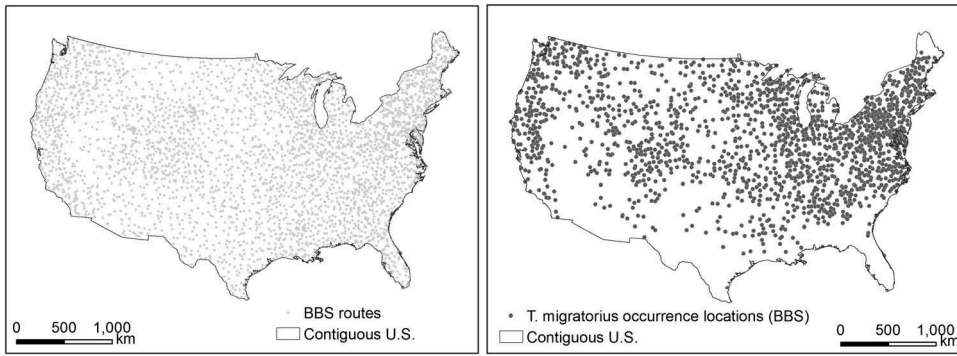 BBS routes
Contiguous U.S.
0 500 1,000
km
T. migratorius occurrence locations (BBS)
Contiguous U.S.
0 500 1,000
km